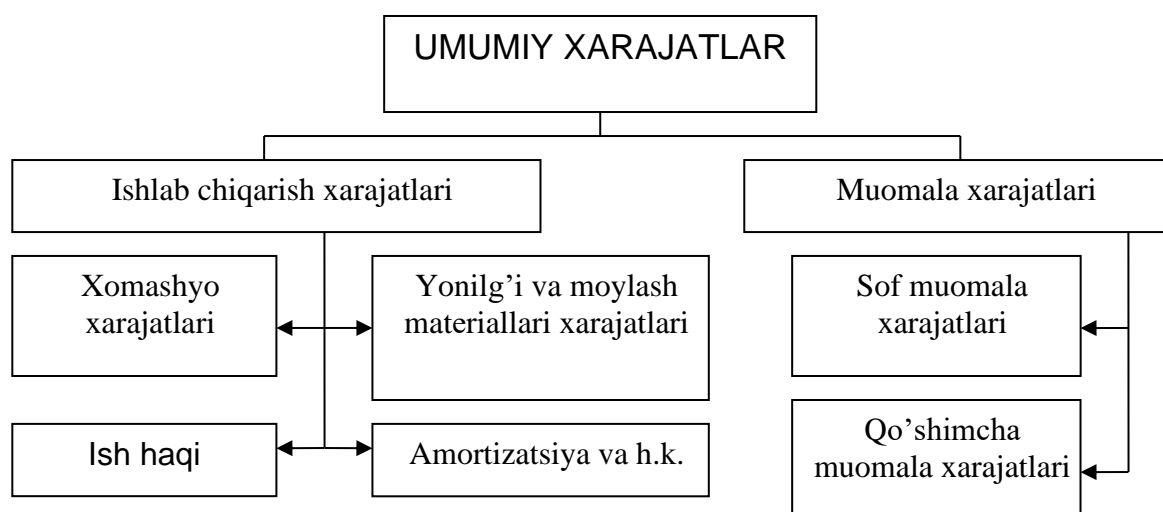 UMUMIY XARAJATLAR
Ishlab chiqarish xarajatlari
Muomala xarajatlari
Xomashyo
xarajatlari
Yonilg’i va moylash
materiallari xarajatlari
Sof muomala
xarajatlari
Ish haqi
Amortizatsiya va h.k.
Qo’shimcha
muomala xarajatlari